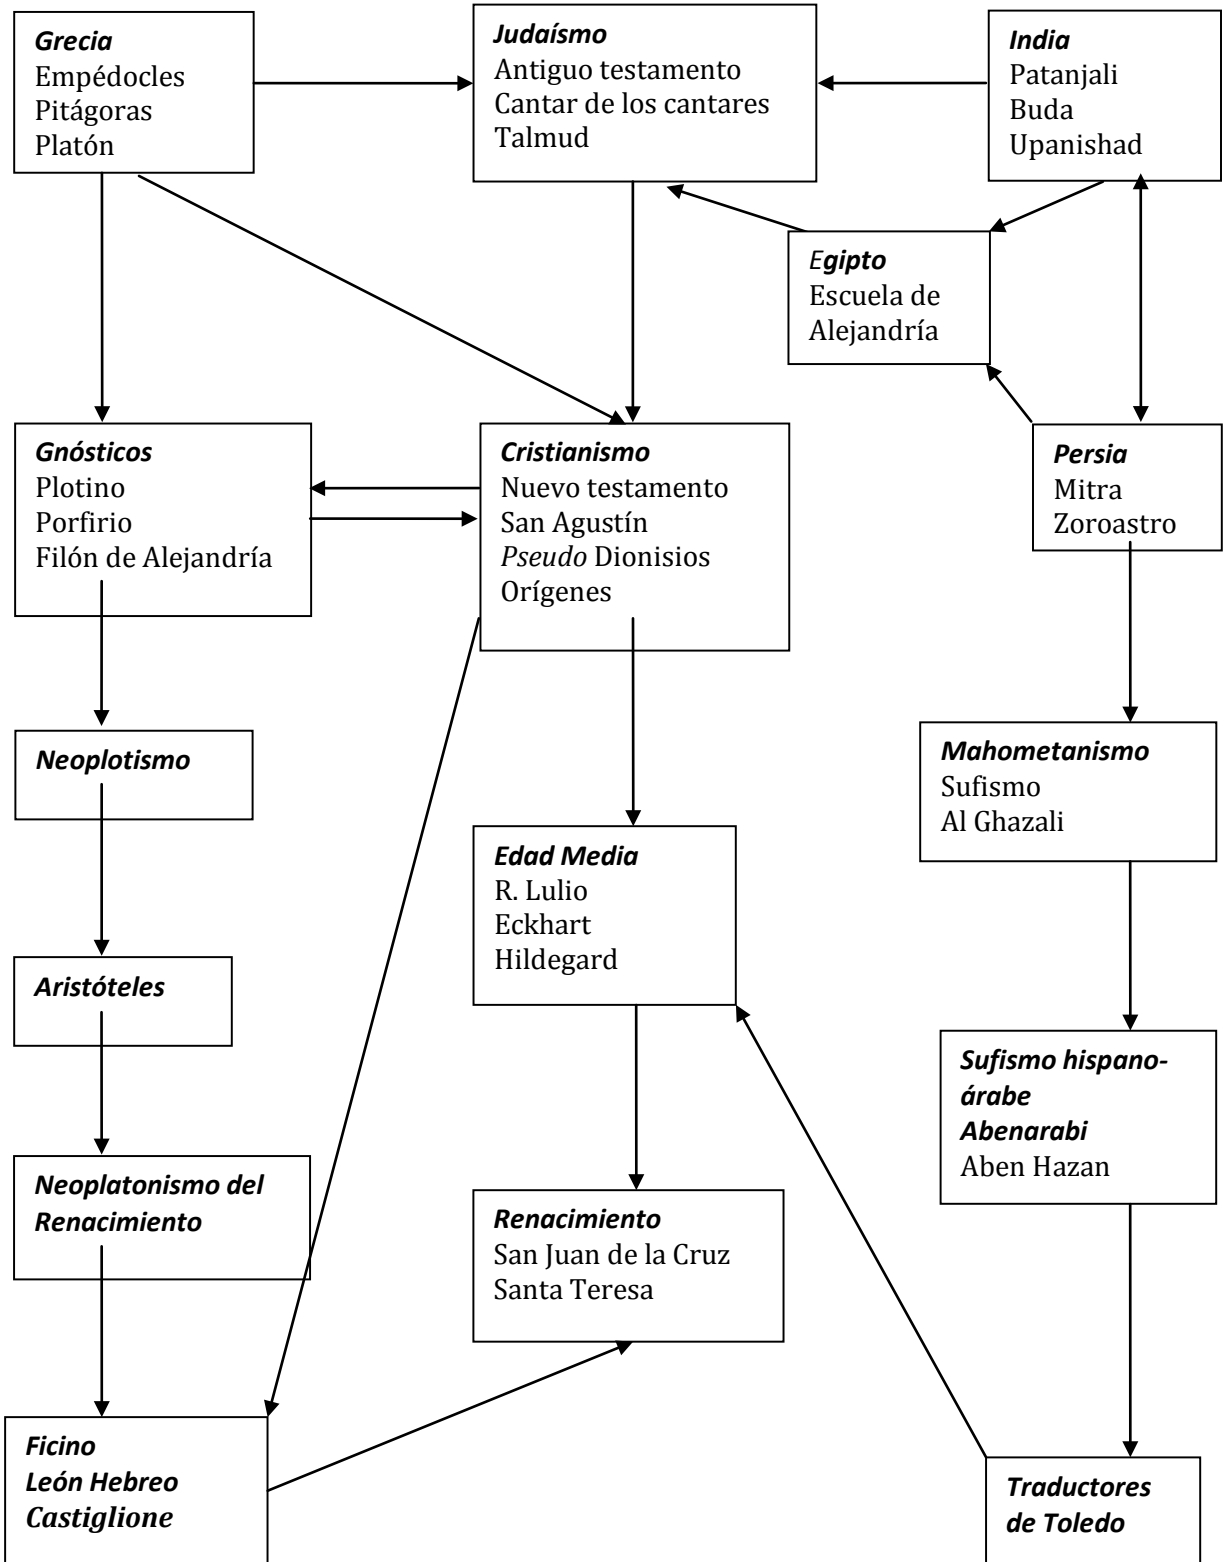 Grecia
Empédocles
Pitágoras
Platón
Judaísmo
Antiguo testamento
Cantar de los cantares
Talmud
India
Patanjali
Buda
Upanishad
Egipto
Escuela de
Alejandría
Gnósticos
Plotino
Porfirio
Filón de Alejandría
Cristianismo
Nuevo testamento
San Agustín
Pseudo Dionisios
Orígenes
Persia
Mitra
Zoroastro
Neoplotismo
Mahometanismo
Sufismo
Al Ghazali
Edad Media
R. Lulio
Eckhart
Hildegard
Aristóteles
Sufismo hispano-
árabe
Abenarabi
Aben Hazan
Neoplatonismo del
Renacimiento
Renacimiento
San Juan de la Cruz
Santa Teresa
Ficino
León Hebreo
Castiglione
Traductores
de Toledo